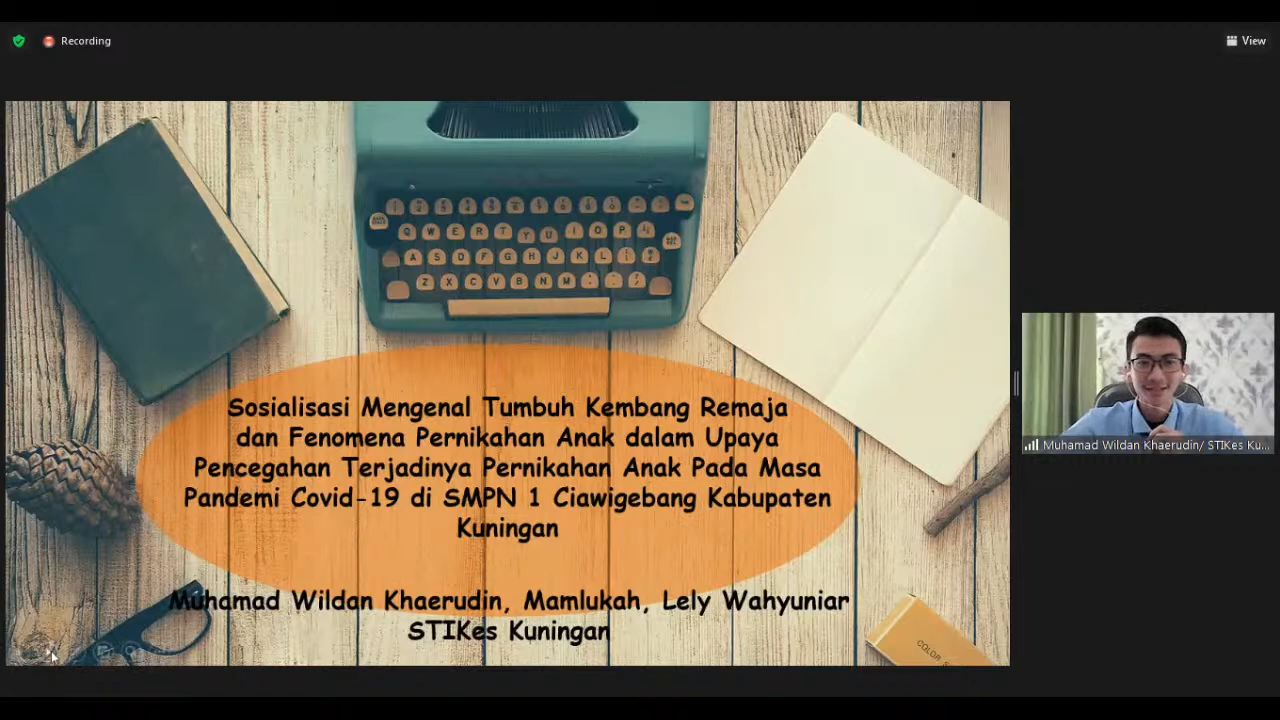 Recording
View
Sosialisasi Mengenal Tumbuh Kembang Remaja
dan Fenomena Pernikahan Anak dalam Upaya
Pencegahan Terjadinya Pernikahan Anak Pada Masa
Pandemi Covid-19 di SMPN 1 Ciawigebang Kabupaten
Kuningan
Muhamad Wildan Khaerudin, Mamlukah, Lely Wahyuniar
STIKes Kuningan
Muhamad Wildan Khaerudin/ STIKes Ku...
Q W E R T Y U I O P
A S D F G H J K L
Z X C V B N M
COLOR